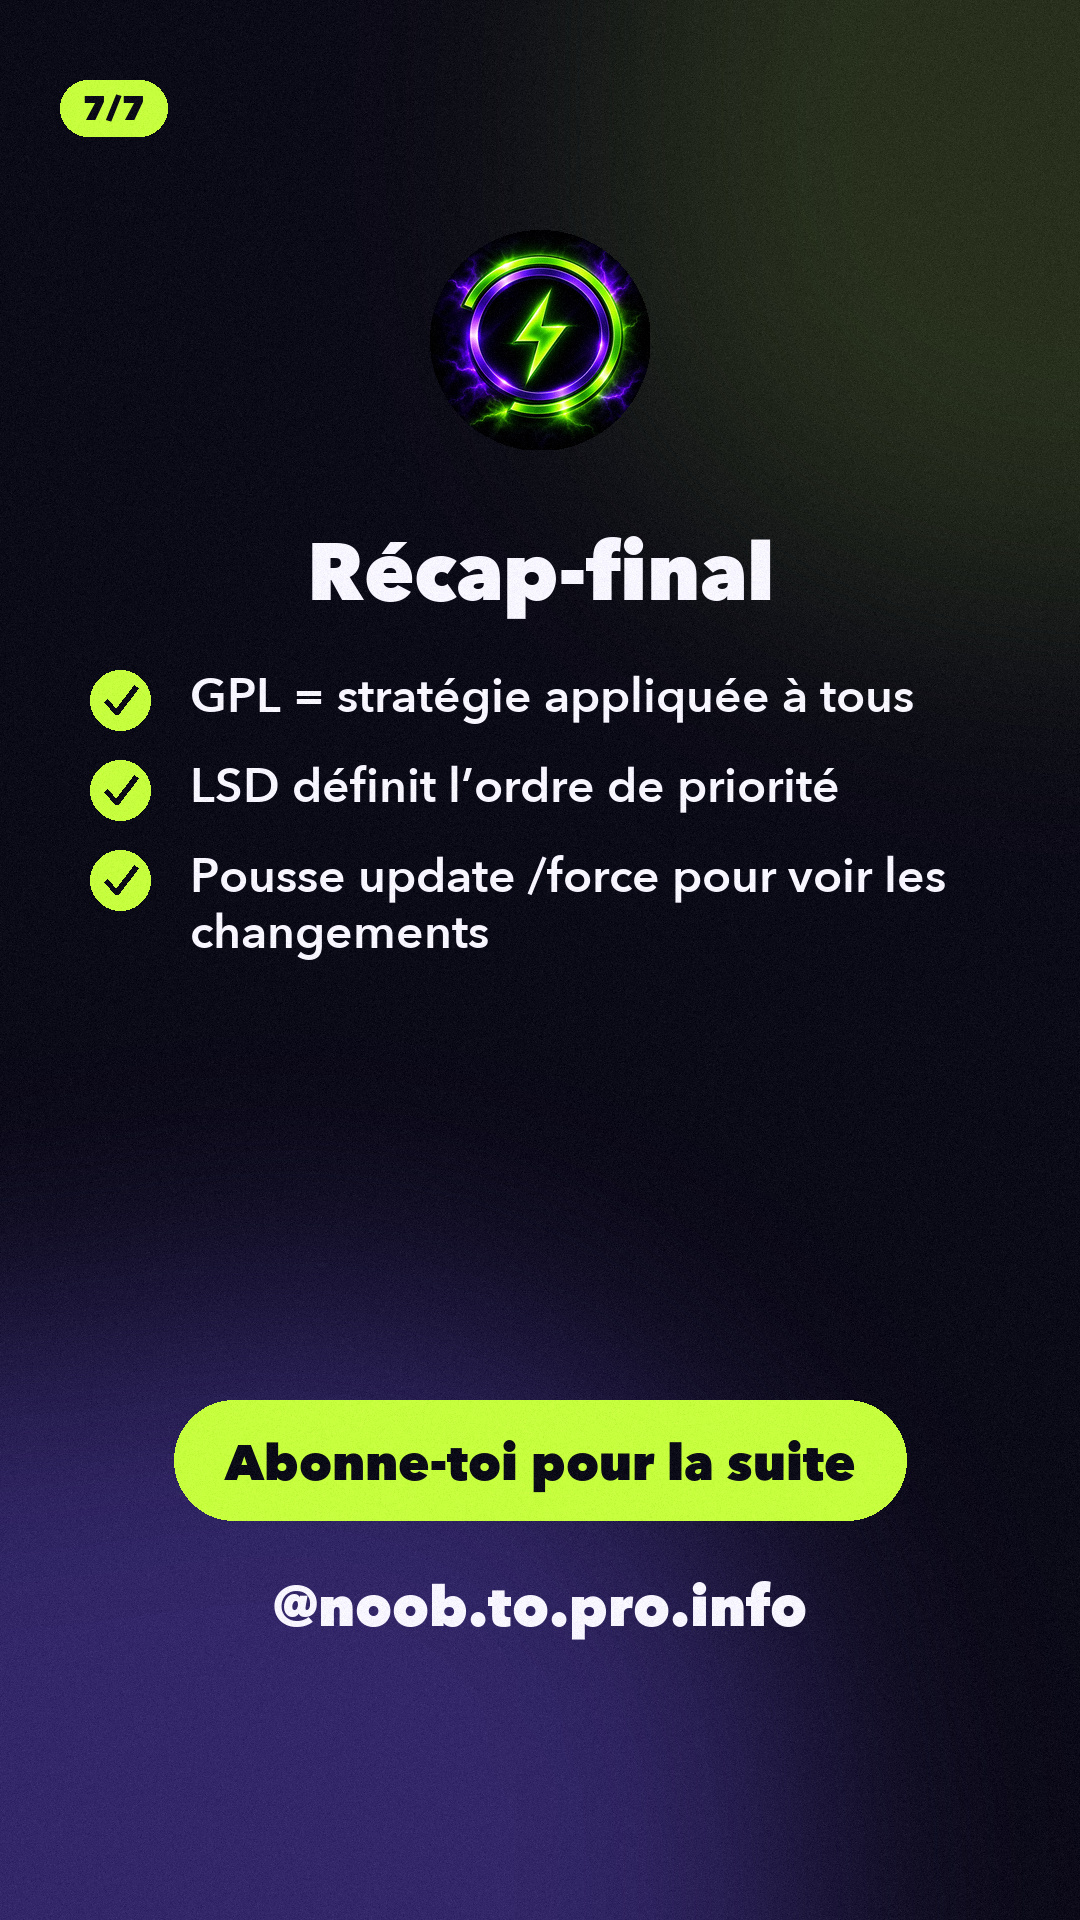 7/7
Récap-final
GPL = stratégie appliquée à tous
LSD définit l’ordre de priorité
Pousse update /force pour voir les
changements
Abonne-toi pour la suite
@noob.to.pro.info